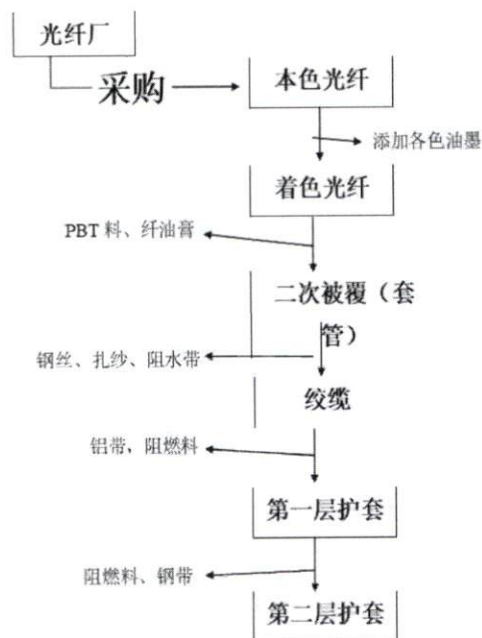 光纤厂
采购
本色光纤
添加各色油墨
着色光纤
PBT 料、纤油膏
二次被覆（套
管）
钢丝、扎纱、阻水带
绞缆
铝带，阻燃料
第一层护套
阻燃料、钢带
第二层护套